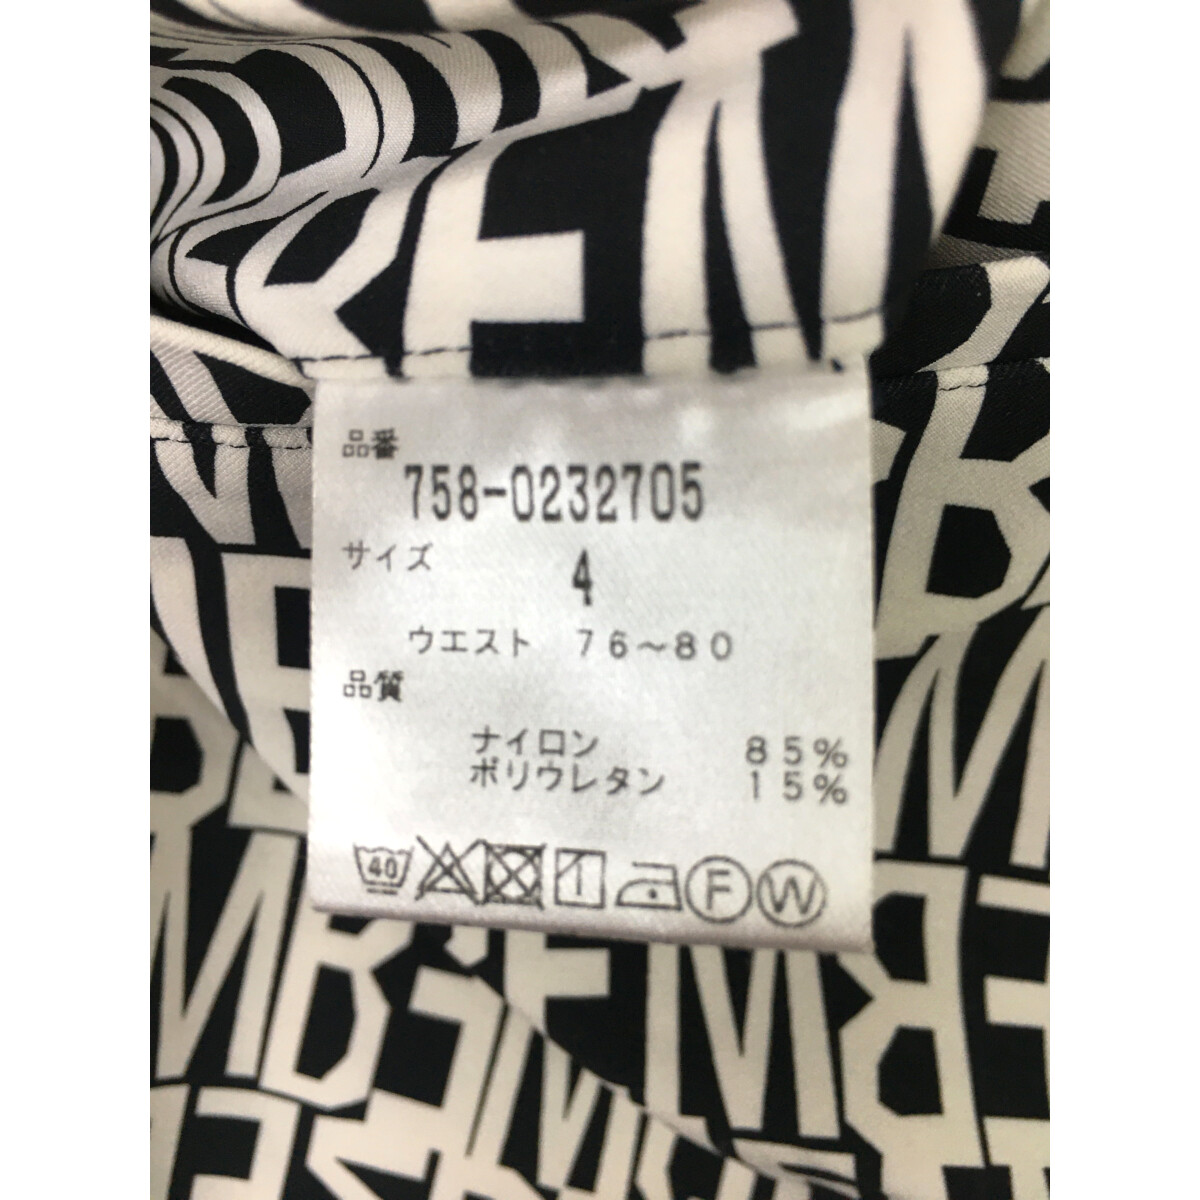 品番
758-0232705
サイズ
4
ウエスト 76～80
品質
ナイロン 85%
ポリウレタン 15%
40 F W